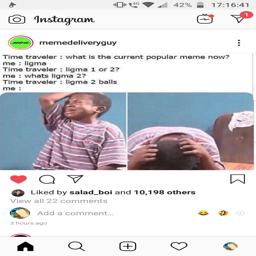 42% 17:16:41
Instagram
1
memedeliveryguy
Time traveler : what is the current popular meme now?
me : ligma
Time traveler : ligma 1 or 2?
me : whats ligma 2?
Time traveler : ligma 2 balls
me :
Liked by salad_boi and 10,198 others
View all 22 comments
Add a comment...
3 hours ago